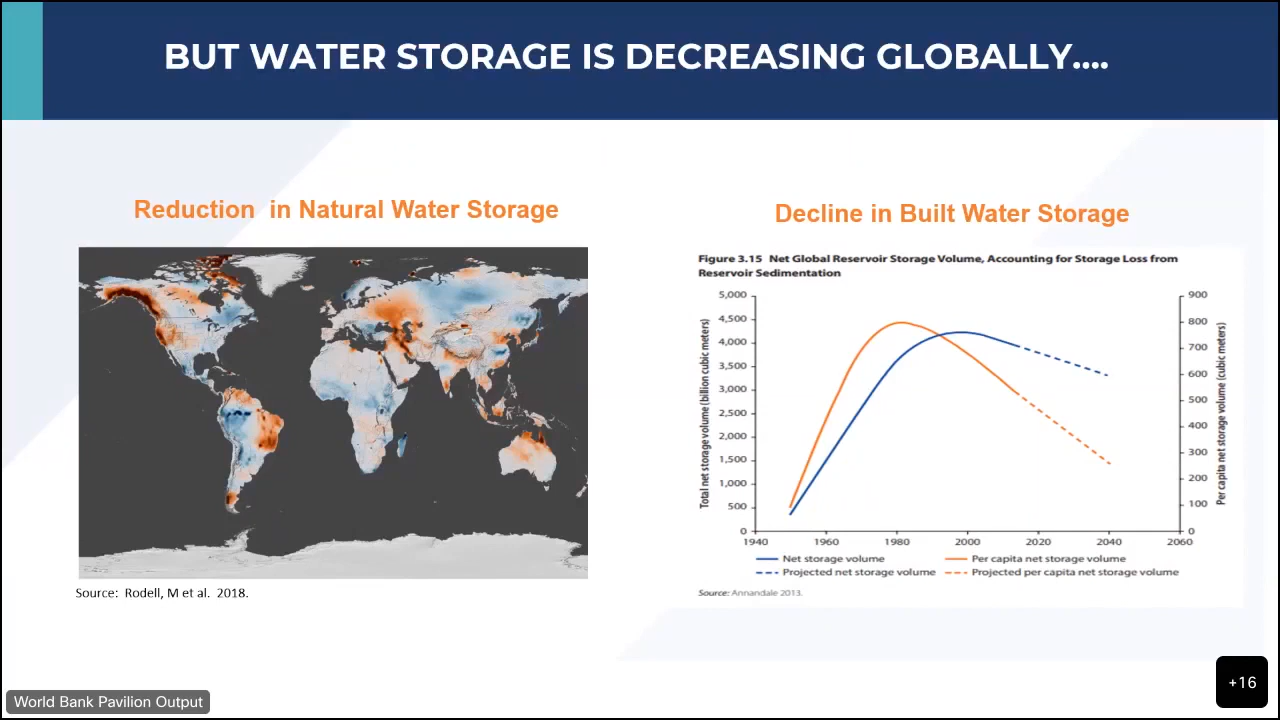 BUT WATER STORAGE IS DECREASING GLOBALLY....
Reduction in Natural Water Storage
Source: Rodell, M et al. 2018.
Decline in Built Water Storage
Figure 3.15 Net Global Reservoir Storage Volume, Accounting for Storage Loss from
Reservoir Sedimentation
Total net storage volume (billion cubic meters)
5,000
4,500
4,000
3,500
3,000
2,500
2,000
1,500
1,000
500
0
900
800
700
600
500
400
300
200
100
0
Per capita net storage volume (cubic meters)
1940 1960 1980 2000 2020 2040 2060
Net storage volume Per capita net storage volume
Projected net storage volume Projected per capita net storage volume
Source: Annandale 2013.
+16
World Bank Pavilion Output